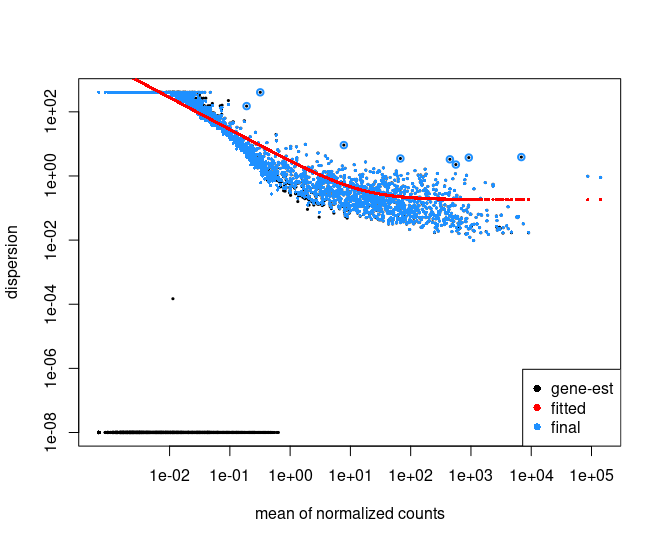 dispersion
1e+02
1e+00
1e-02
1e-04
1e-06
1e-08
gene-est
fitted
final
1e-02 1e-01 1e+00 1e+01 1e+02 1e+03 1e+04 1e+05
mean of normalized counts